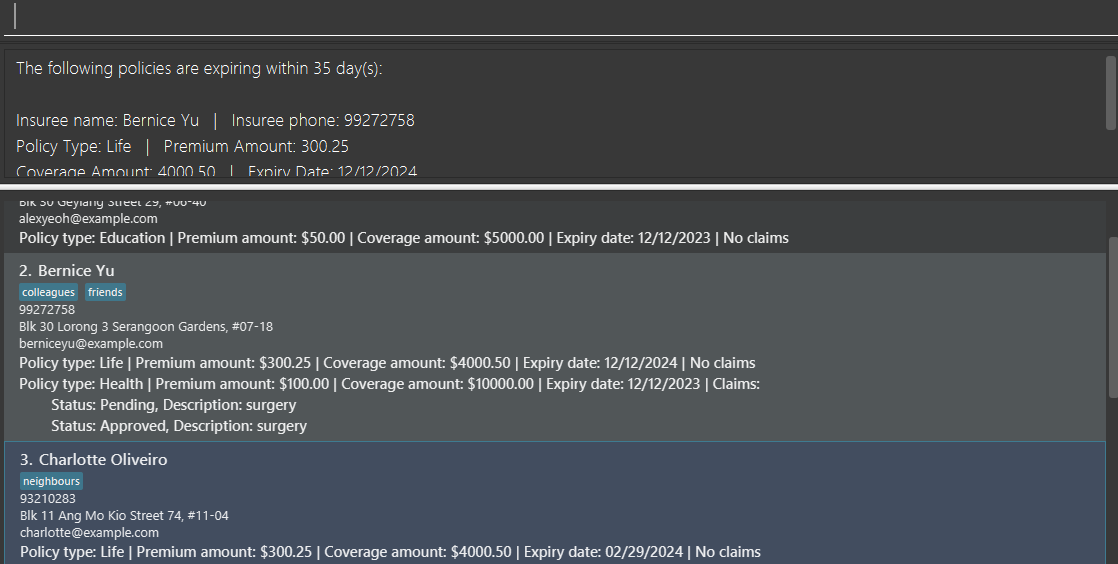 The following policies are expiring within 35 day(s):
Insuree name: Bernice Yu | Insuree phone: 99272758
Policy Type: Life | Premium Amount: 300.25
Coverage Amount: 4000.50 | Expiry Date: 12/12/2024
Blk 30 Geylang Street 29, #06-40
alexyeoh@example.com
Policy type: Education | Premium amount: $50.00 | Coverage amount: $5000.00 | Expiry date: 12/12/2023 | No claims
2. Bernice Yu
colleagues friends
99272758
Blk 30 Lorong 3 Serangoon Gardens, #07-18
berniceyu@example.com
Policy type: Life | Premium amount: $300.25 | Coverage amount: $4000.50 | Expiry date: 12/12/2024 | No claims
Policy type: Health | Premium amount: $100.00 | Coverage amount: $10000.00 | Expiry date: 12/12/2023 | Claims:
Status: Pending, Description: surgery
Status: Approved, Description: surgery
3. Charlotte Oliveiro
neighbours
93210283
Blk 11 Ang Mo Kio Street 74, #11-04
charlotte@example.com
Policy type: Life | Premium amount: $300.25 | Coverage amount: $4000.50 | Expiry date: 02/29/2024 | No claims